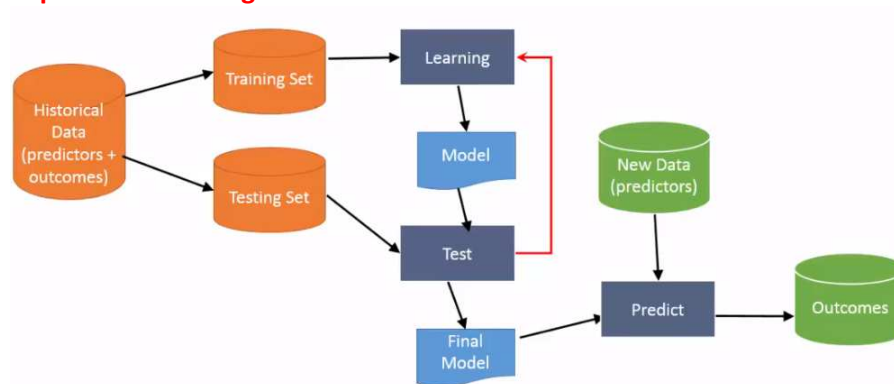 Training Set
Learning
Historical
Data
(predictors +
outcomes)
Model
New Data
(predictors)
Testing Set
Test
Predict
Outcomes
Final
Model